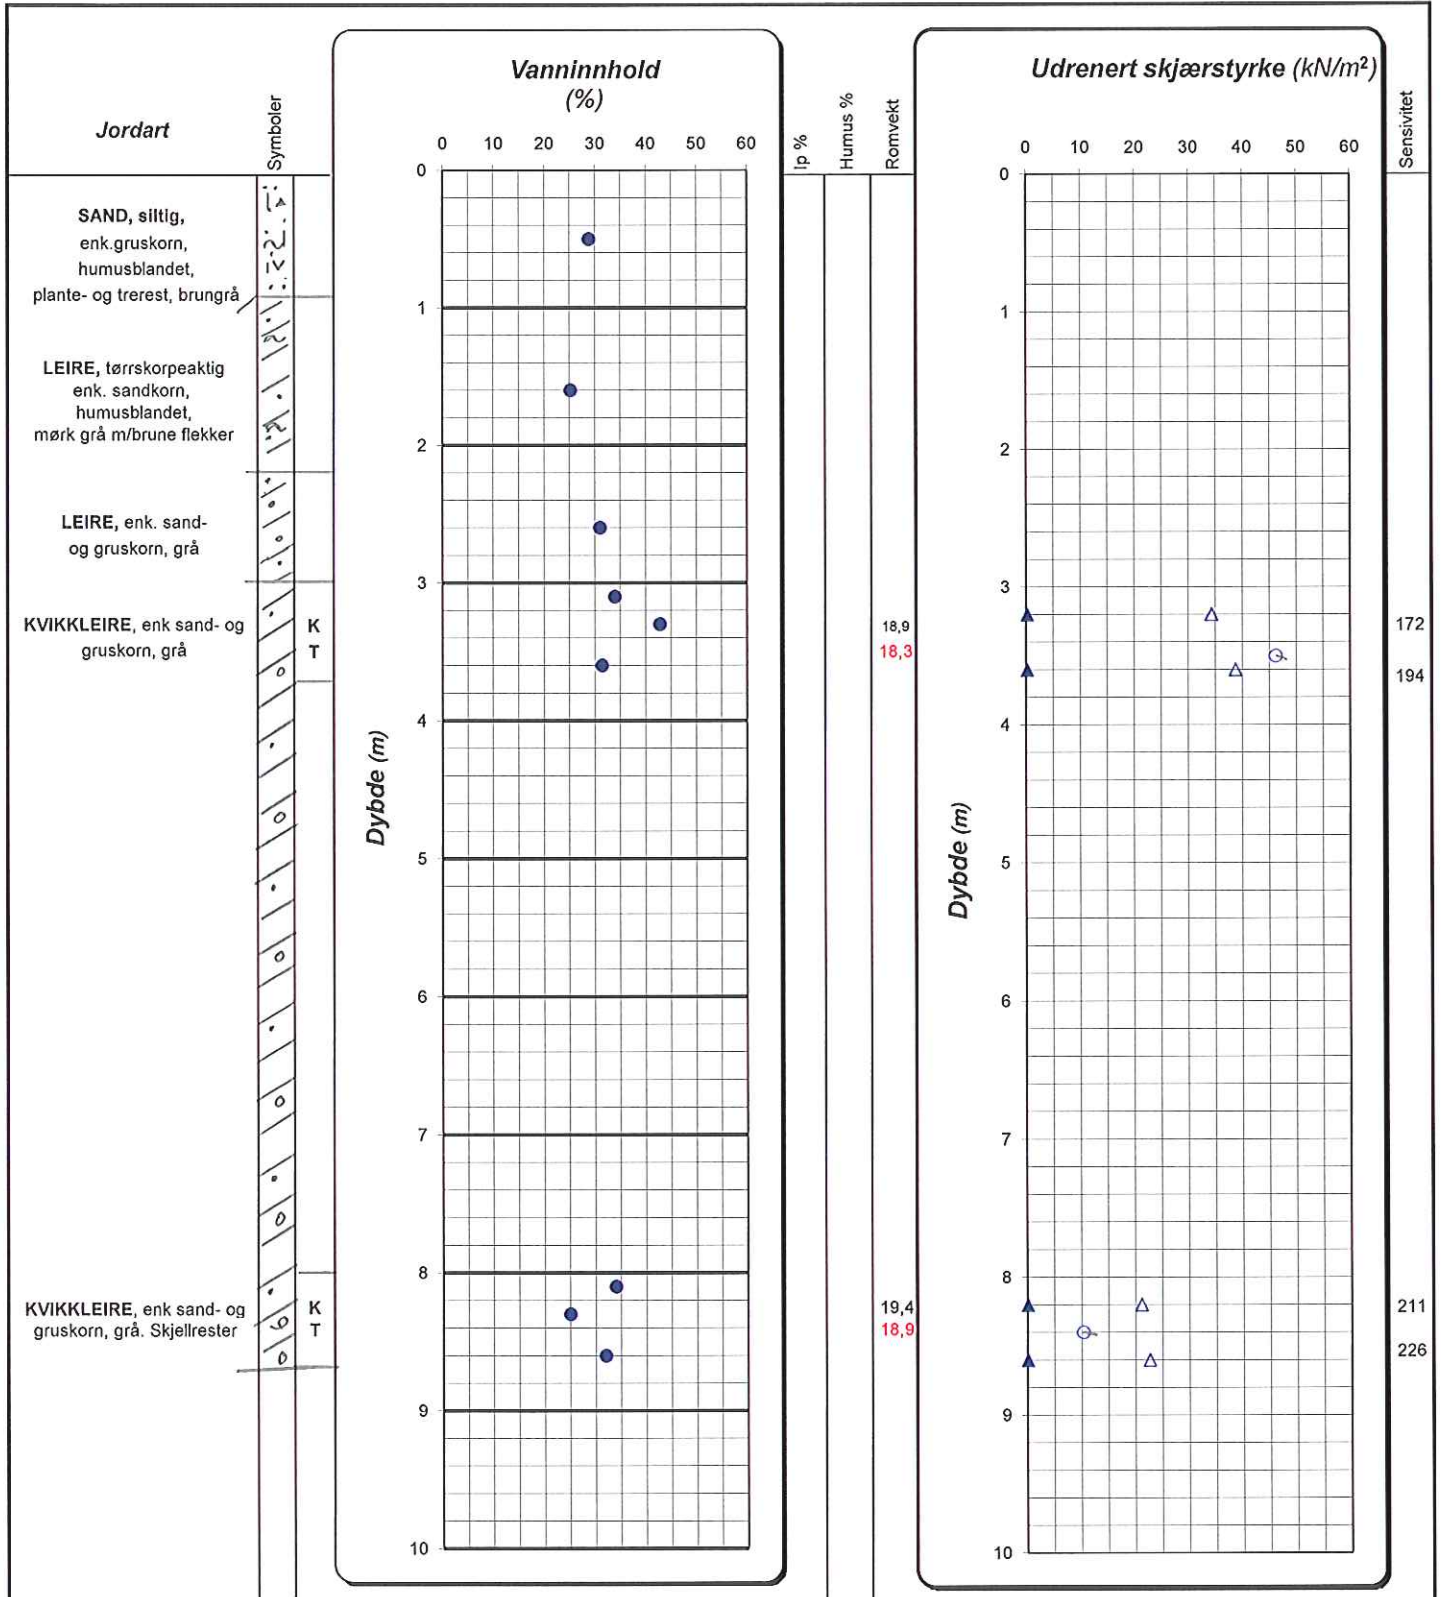 Jordart
Symboler
Vanninnhold
(%)
Ip %
Humus %
Romvekt
Udrenert skjærstyrke (kN/m²)
Sensivitet
0 10 20 30 40 50 60
0 10 20 30 40 50 60
0
1
2
3
4
5
6
7
8
9
10
Dybde (m)
0
1
2
3
4
5
6
7
8
9
10
Dybde (m)
SAND, siltig,
enk.gruskorn,
humusblandet,
plante- og trerest, brungrå
LEIRE, tørrskorpeaktig
enk. sandkorn,
humusblandet,
mørk grå m/brune flekker
LEIRE, enk. sand-
og gruskorn, grå
KVIKKLEIRE, enk sand- og
gruskorn, grå
K
T
18,9
18,3
172
194
KVIKKLEIRE, enk sand- og
gruskorn, grå. Skjellrester
K
T
19,4
18,9
211
226